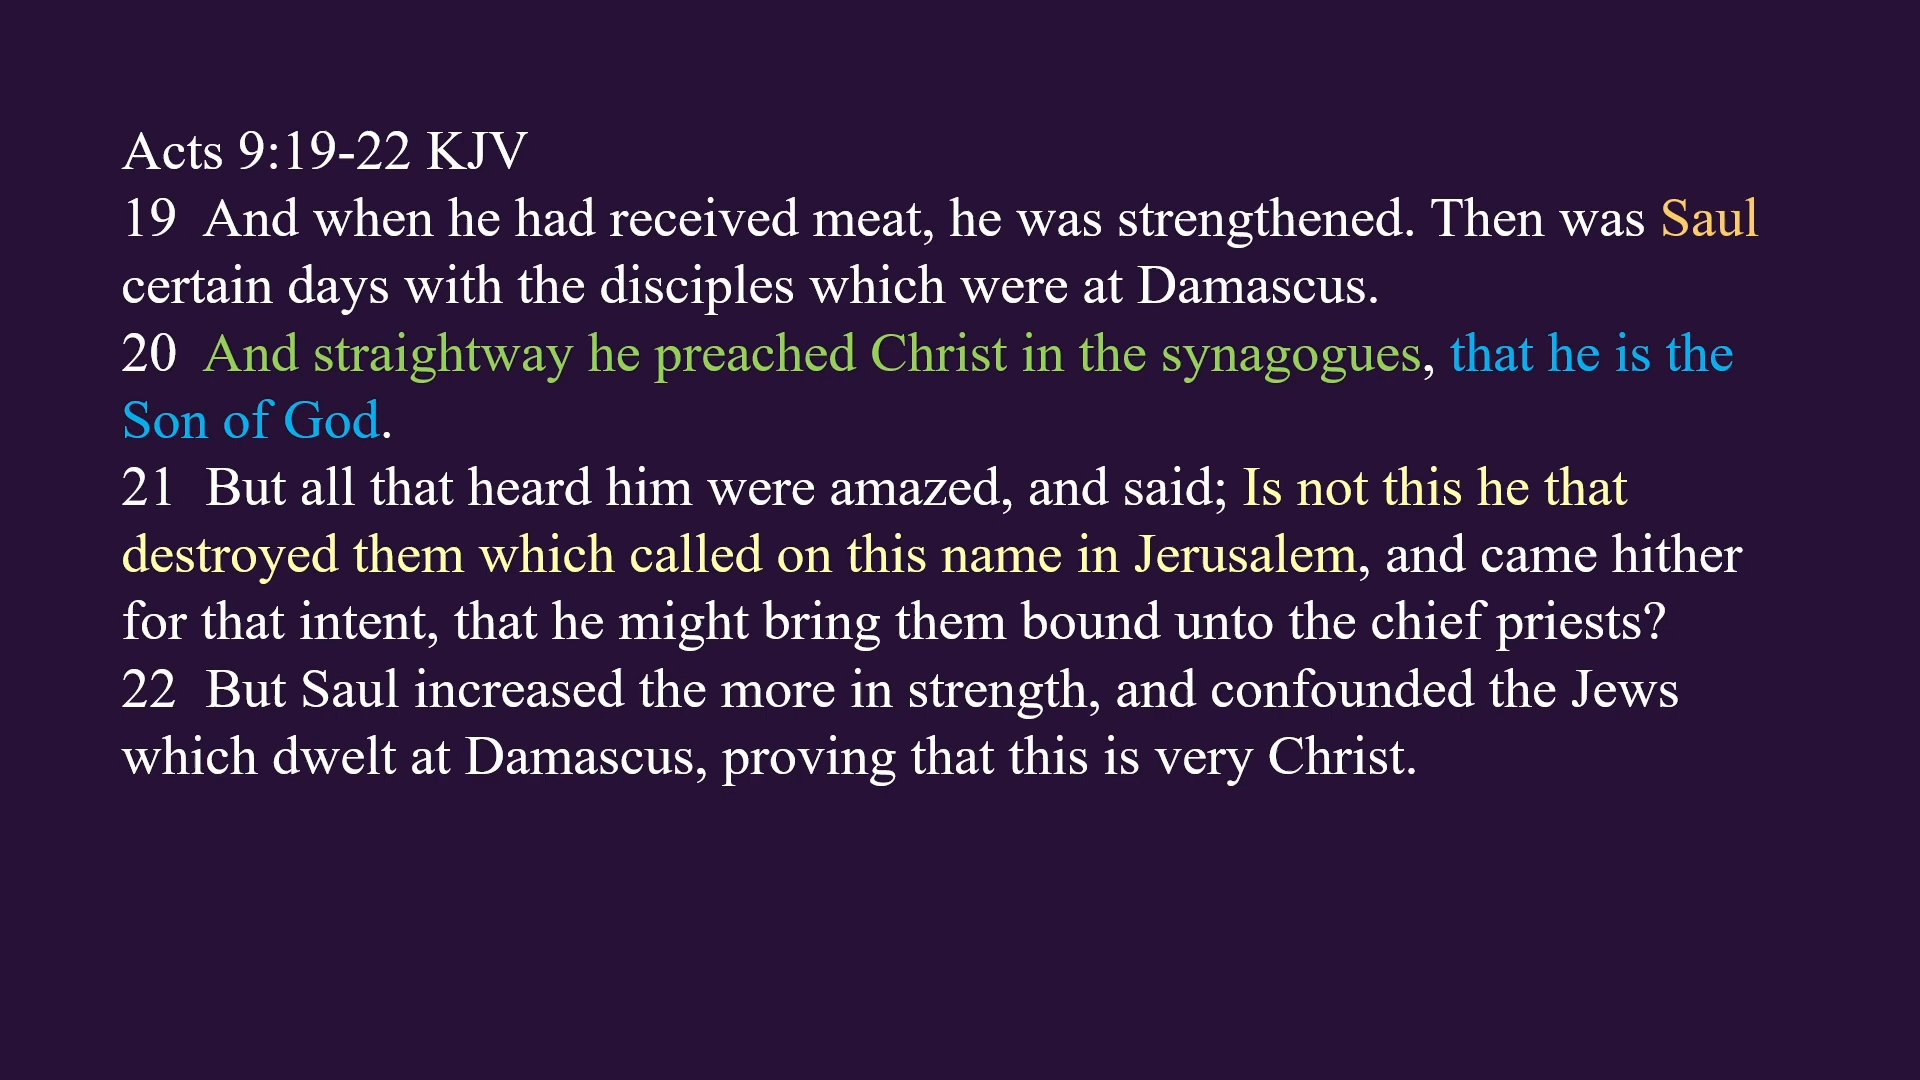 Acts 9:19-22 KJV
19  And when he had received meat, he was strengthened. Then was Saul
certain days with the disciples which were at Damascus.
20  And straightway he preached Christ in the synagogues, that he is the
Son of God.
21  But all that heard him were amazed, and said; Is not this he that
destroyed them which called on this name in Jerusalem, and came hither
for that intent, that he might bring them bound unto the chief priests?
22  But Saul increased the more in strength, and confounded the Jews
which dwelt at Damascus, proving that this is very Christ.